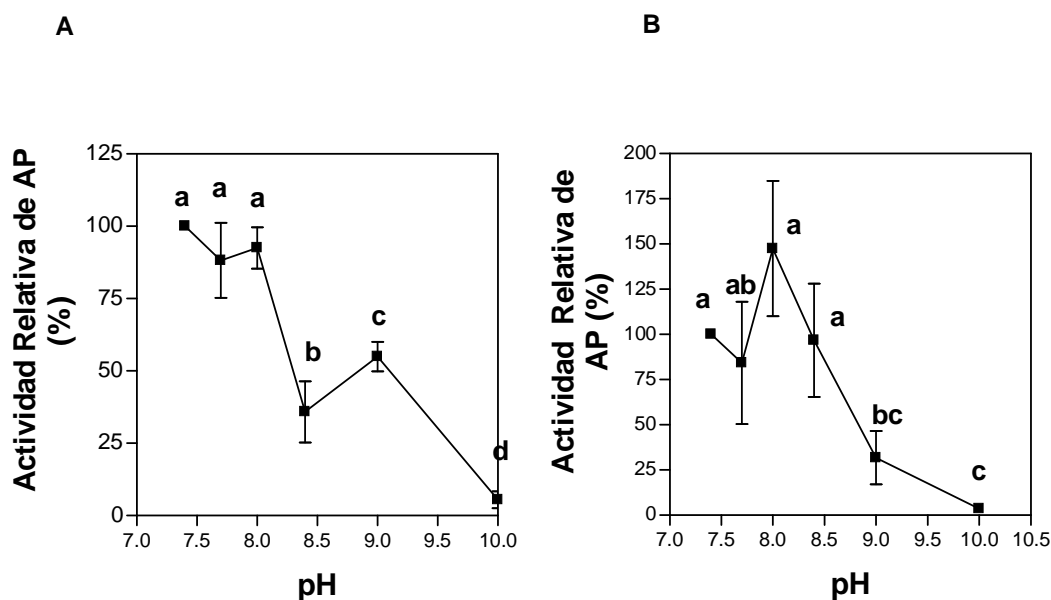 A
B
Actividad Relativa de AP
(%)
125
100
75
50
25
0
a
a
a
b
c
d
7.0
7.5
8.0
8.5
9.0
9.5
10.0
pH
Actividad Relativa de
AP (%)
200
175
150
125
100
75
50
25
0
a
ab
a
a
bc
c
7.0
7.5
8.0
8.5
9.0
9.5
10.0
10.5
pH